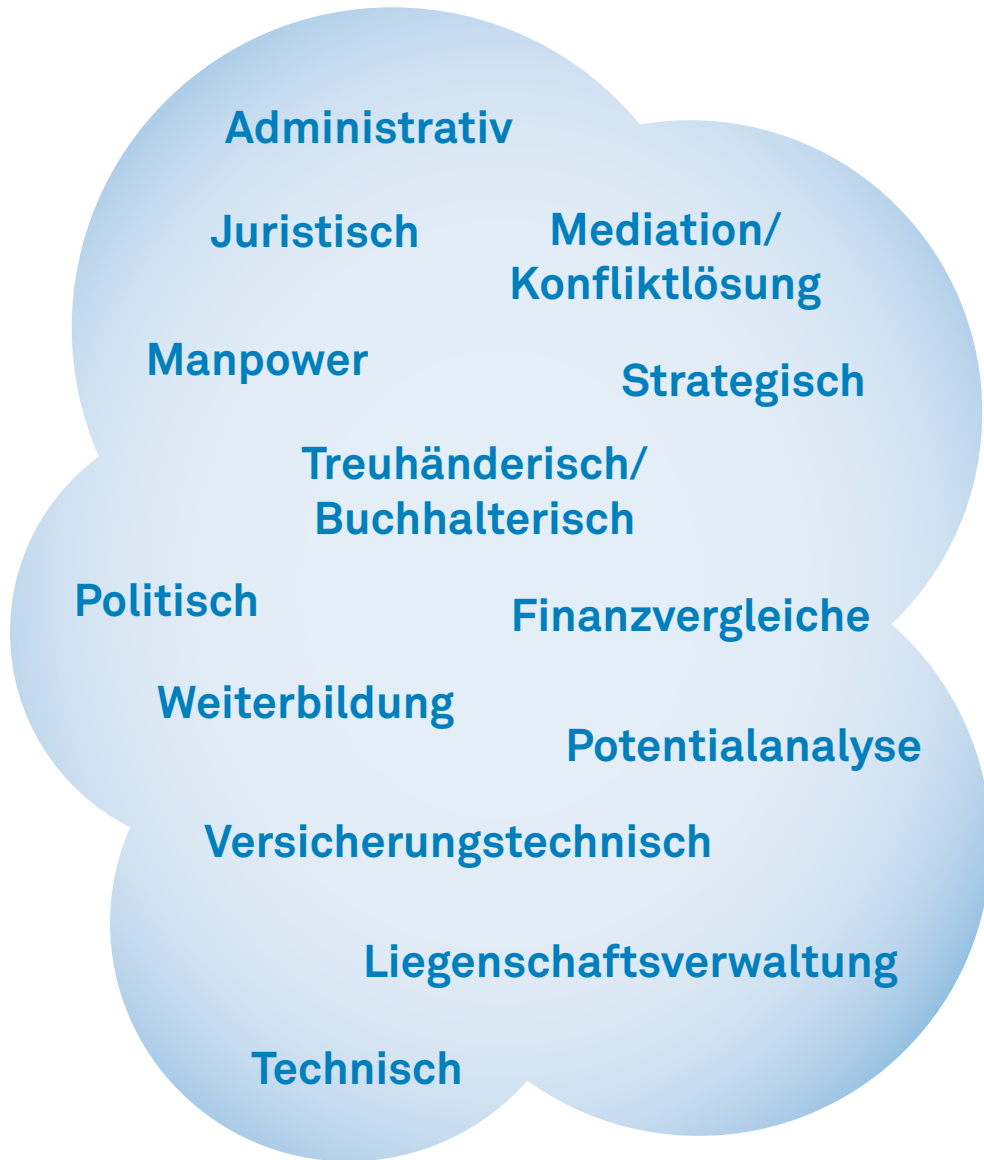 Administrativ
Juristisch
Mediation/
Konfliktlösung
Manpower
Strategisch
Treuhänderisch/
Buchhalterisch
Politisch
Finanzvergleiche
Weiterbildung
Potentialanalyse
Versicherungstechnisch
Liegenschaftsverwaltung
Technisch